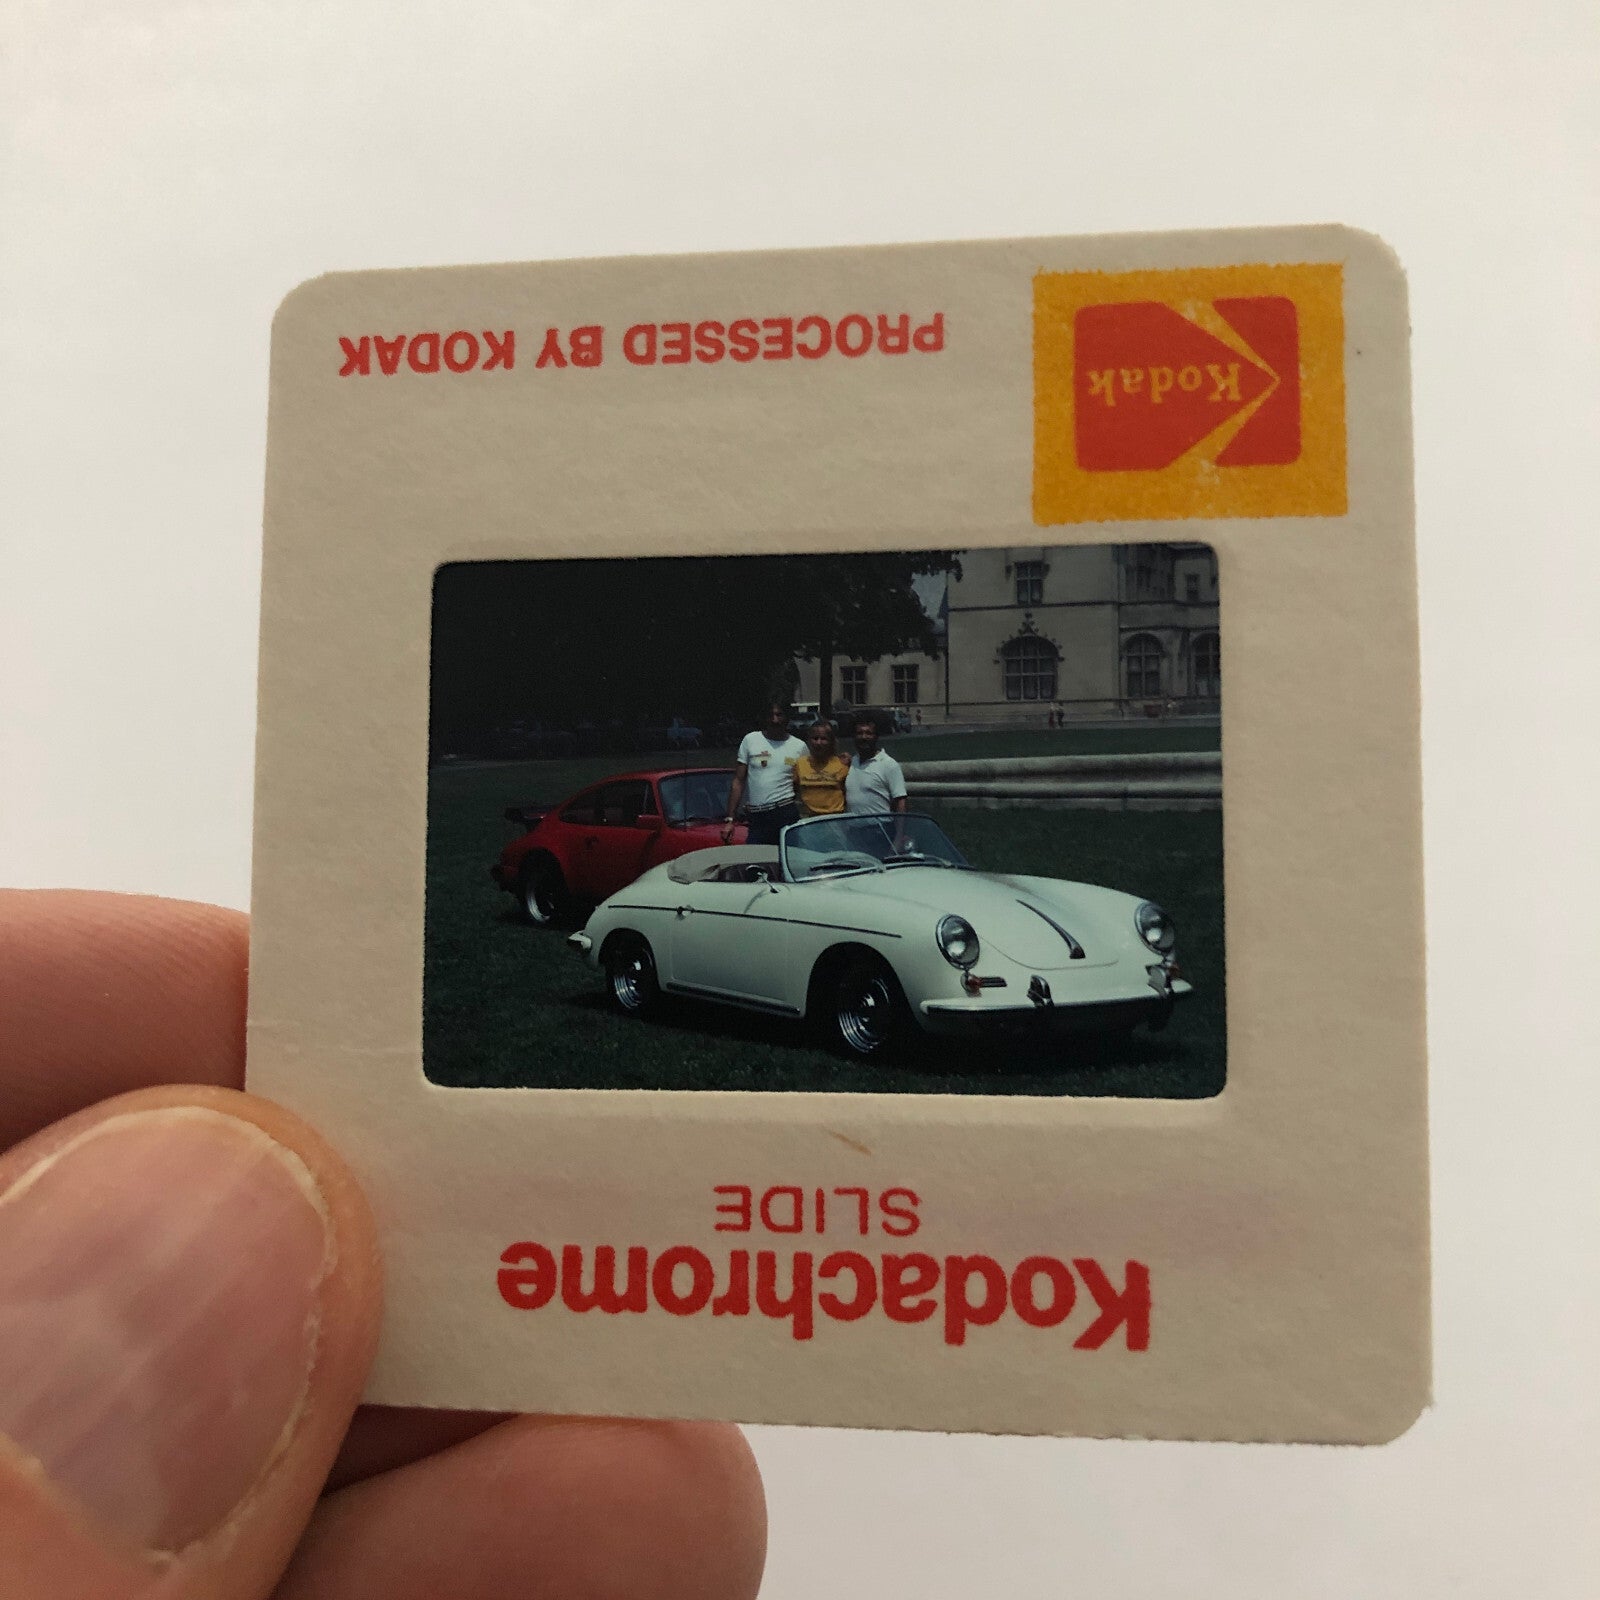 PROCESSED BY KODAK
Kodak
SLIDE
Kodachrome